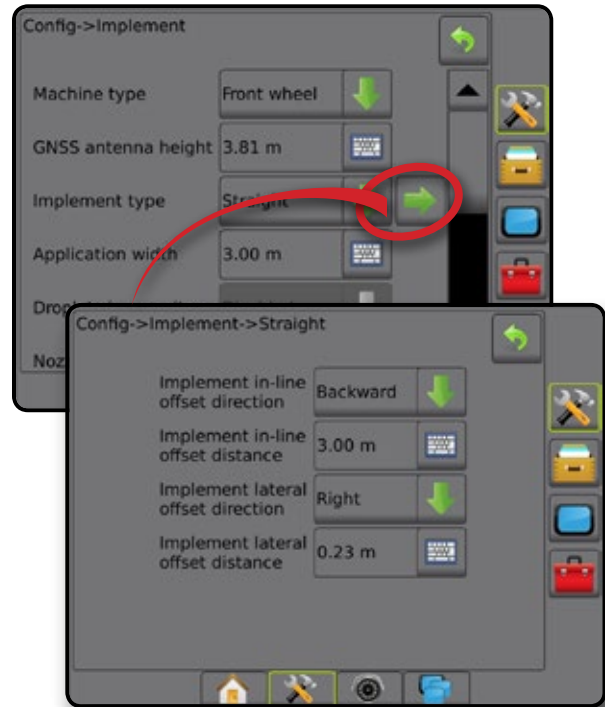 Config->Implement
Machine type
Front wheel
GNSS antenna height
3.81 m
Implement type
Straight
Application width
3.00 m
Config->Implement->Straight
Implement in-line
offset direction
Backward
Implement in-line
offset distance
3.00 m
Implement lateral
offset direction
Right
Implement lateral
offset distance
0.23 m